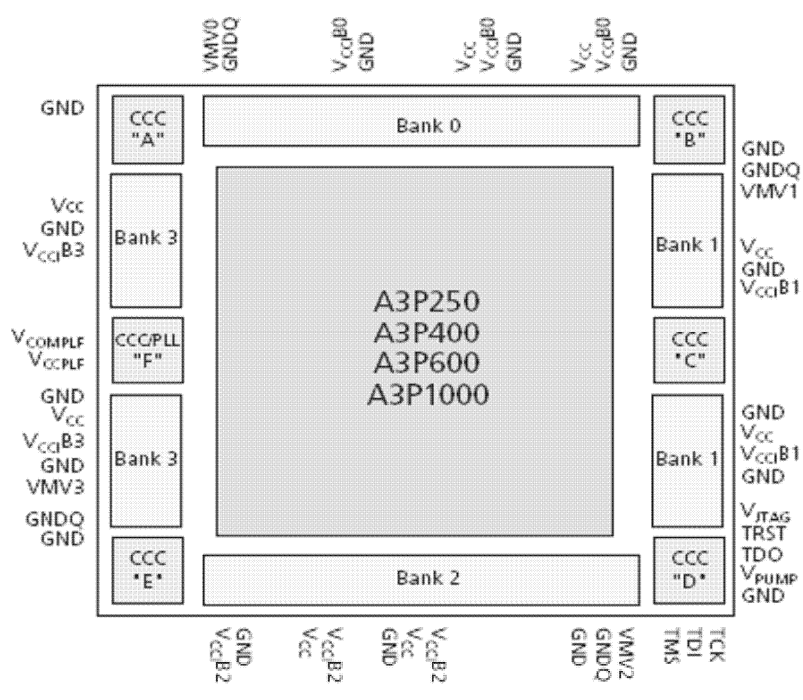 VMV0
GNDQ
VCCIB0
GND
VCC
VCCIB0
GND
VCC
VCCIB0
GND
GND
CCC
"A"
Bank 0
CCC
"B"
GND
GNDQ
VMV1
VCC
GND
VCCIB3
Bank 3
Bank 1
VCC
GND
VCCIB1
A3P250
A3P400
A3P600
A3P1000
VCOMPLF
VCCPLF
CCC/PLL
"F"
CCC
"C"
GND
VCC
VCCIB3
GND
VMV3
Bank 3
Bank 1
GND
VCC
VCCIB1
GND
GNDQ
GND
VJTAG
TRST
TDO
VPUMP
GND
CCC
"E"
Bank 2
CCC
"D"
VCCIB2
GND
VCC
VCCIB2
GND
VCC
VCCIB2
GND
GNDQ
VMV2
TMS
TDI
TCK